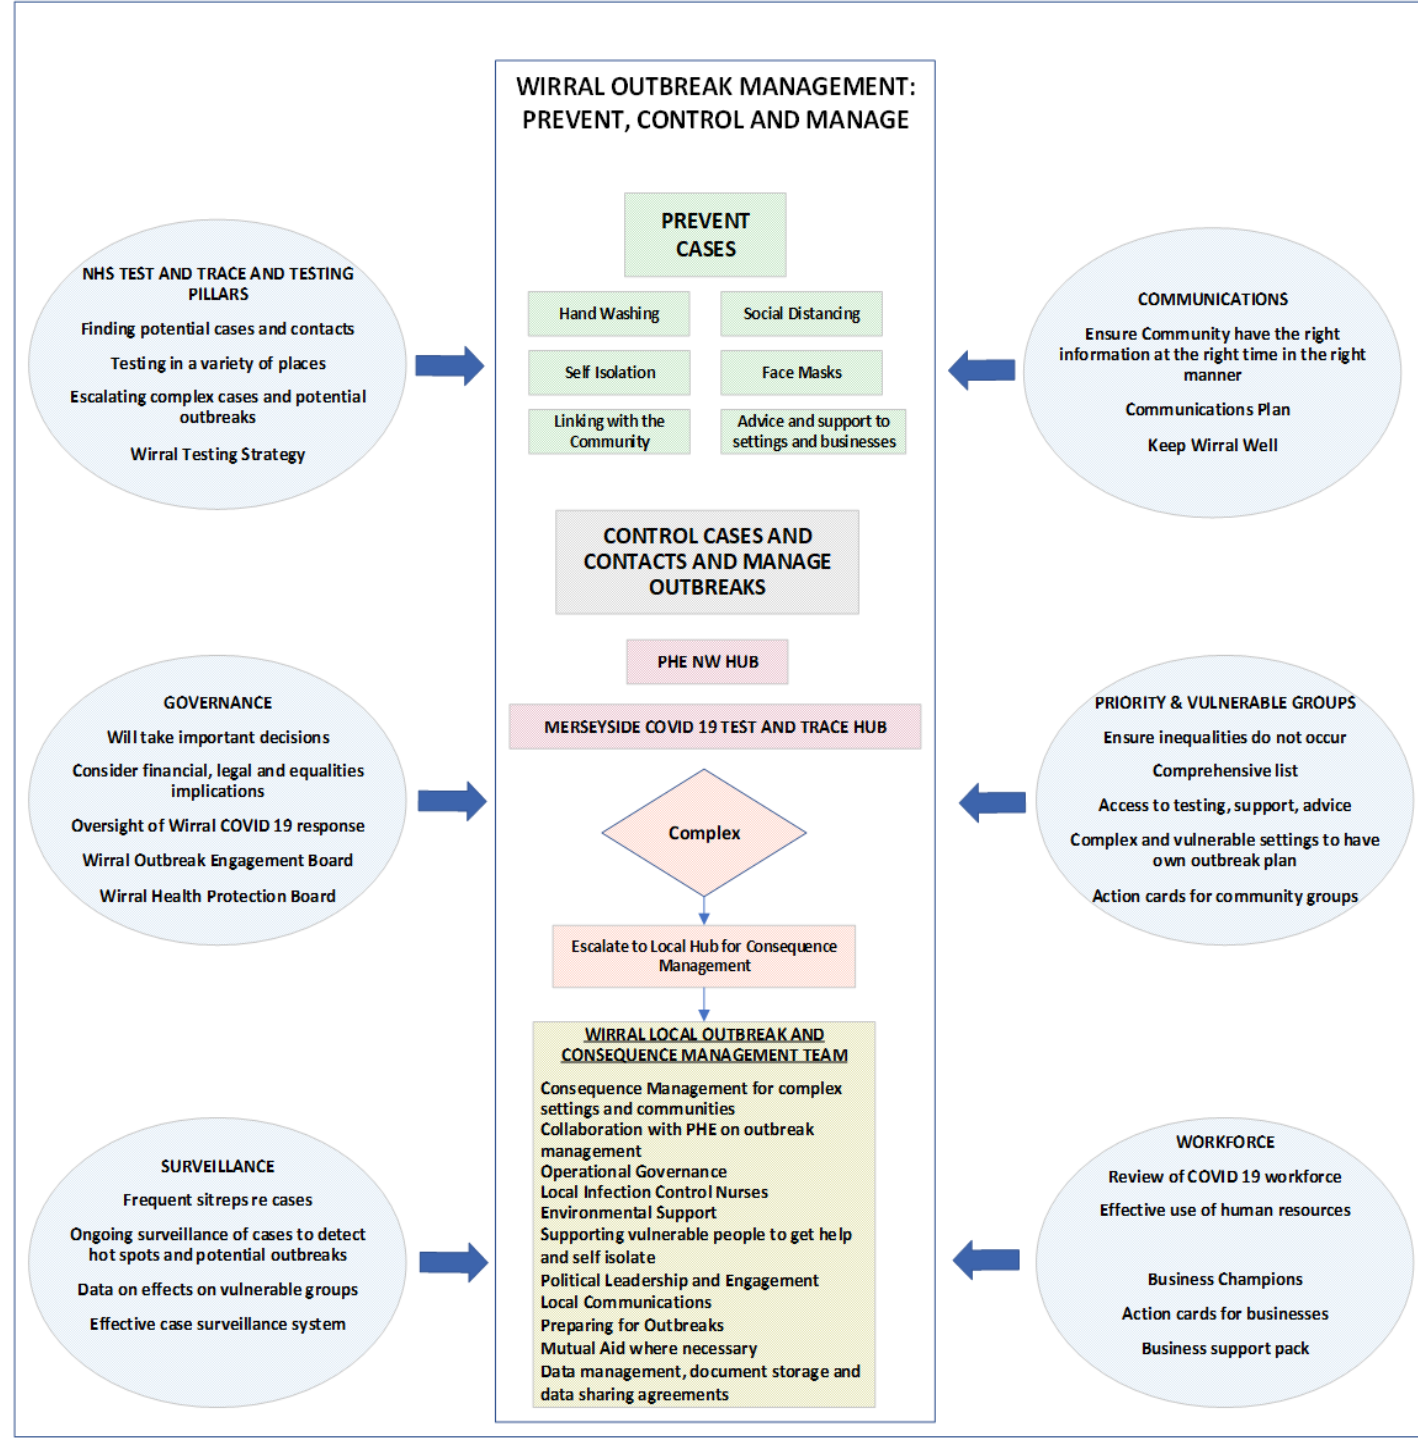 WIRRAL OUTBREAK MANAGEMENT:
PREVENT, CONTROL AND MANAGE
PREVENT
CASES
Hand Washing
Social Distancing
Self Isolation
Face Masks
Linking with the
Community
Advice and support to
settings and businesses
CONTROL CASES AND
CONTACTS AND MANAGE
OUTBREAKS
PHE NW HUB
MERSEYSIDE COVID 19 TEST AND TRACE HUB
Complex
Escalate to Local Hub for Consequence
Management
WIRRAL LOCAL OUTBREAK AND
CONSEQUENCE MANAGEMENT TEAM
Consequence Management for complex
settings and communities
Collaboration with PHE on outbreak
management
Operational Governance
Local Infection Control Nurses
Environmental Support
Supporting vulnerable people to get help
and self isolate
Political Leadership and Engagement
Local Communications
Preparing for Outbreaks
Mutual Aid where necessary
Data management, document storage and
data sharing agreements
NHS TEST AND TRACE AND TESTING
PILLARS
Finding potential cases and contacts
Testing in a variety of places
Escalating complex cases and potential
outbreaks
Wirral Testing Strategy
GOVERNANCE
Will take important decisions
Consider financial, legal and equalities
implications
Oversight of Wirral COVID 19 response
Wirral Outbreak Engagement Board
Wirral Health Protection Board
SURVEILLANCE
Frequent sitreps re cases
Ongoing surveillance of cases to detect
hot spots and potential outbreaks
Data on effects on vulnerable groups
Effective case surveillance system
COMMUNICATIONS
Ensure Community have the right
information at the right time in the right
manner
Communications Plan
Keep Wirral Well
PRIORITY & VULNERABLE GROUPS
Ensure inequalities do not occur
Comprehensive list
Access to testing, support, advice
Complex and vulnerable settings to have
own outbreak plan
Action cards for community groups
WORKFORCE
Review of COVID 19 workforce
Effective use of human resources
Business Champions
Action cards for businesses
Business support pack